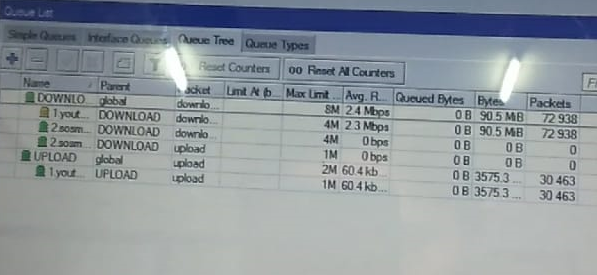 Queue List
Simple Queues Interface Queues Queue Tree Queue Types
Reset Counters 00 Reset All Counters
Name Parent Limit At (b... Max Limit ... Avg. R... Queued Bytes Bytes Packets
DOWNLO... global downlo... 8M 2.4 Mbps 0 B 90.5 MiB 72 938
1.yout... DOWNLOAD downlo... 4M 2.3 Mbps 0 B 90.5 MiB 72 938
2.sosm... DOWNLOAD downlo... 4M 0 bps 0 B 0 B 0
2.sosm... DOWNLOAD upload 1M 0 bps 0 B 0 B 0
UPLOAD global upload 2M 60.4 kb... 0 B 3575.3 ... 30 463
1.yout... UPLOAD upload 1M 60.4 kb... 0 B 3575.3 ... 30 463